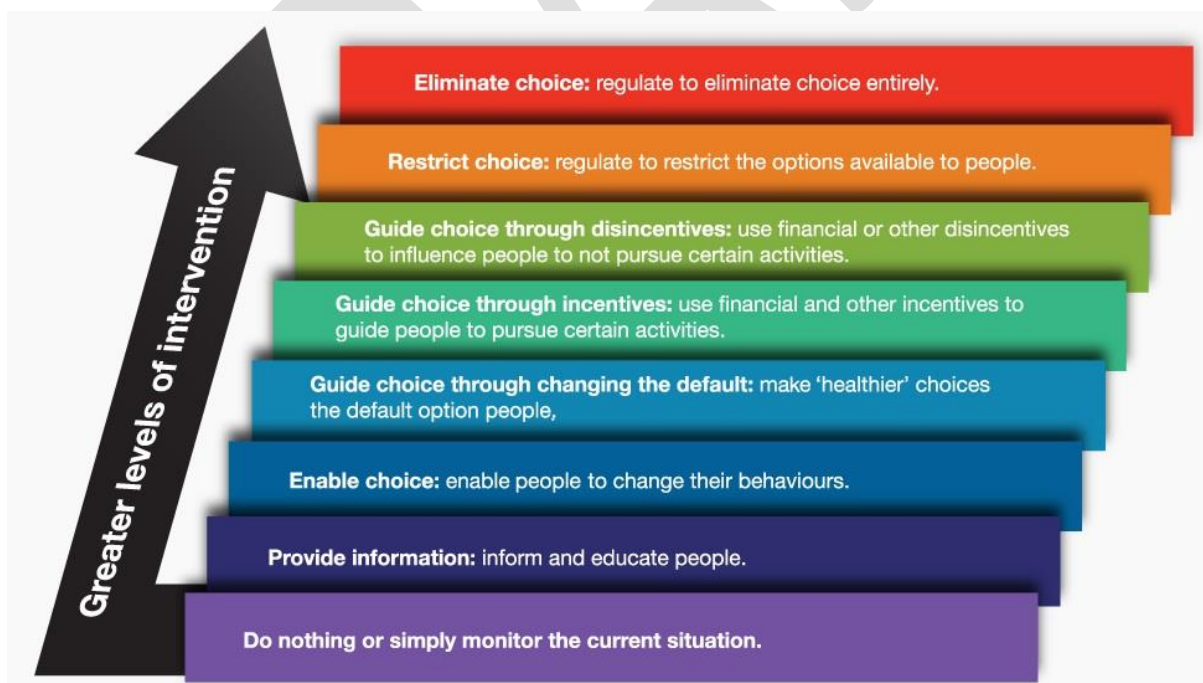 Greater levels of intervention
Eliminate choice: regulate to eliminate choice entirely.
Restrict choice: regulate to restrict the options available to people.
Guide choice through disincentives: use financial or other disincentives
to influence people to not pursue certain activities.
Guide choice through incentives: use financial and other incentives to
guide people to pursue certain activities.
Guide choice through changing the default: make ‘healthier’ choices
the default option people,
Enable choice: enable people to change their behaviours.
Provide information: inform and educate people.
Do nothing or simply monitor the current situation.